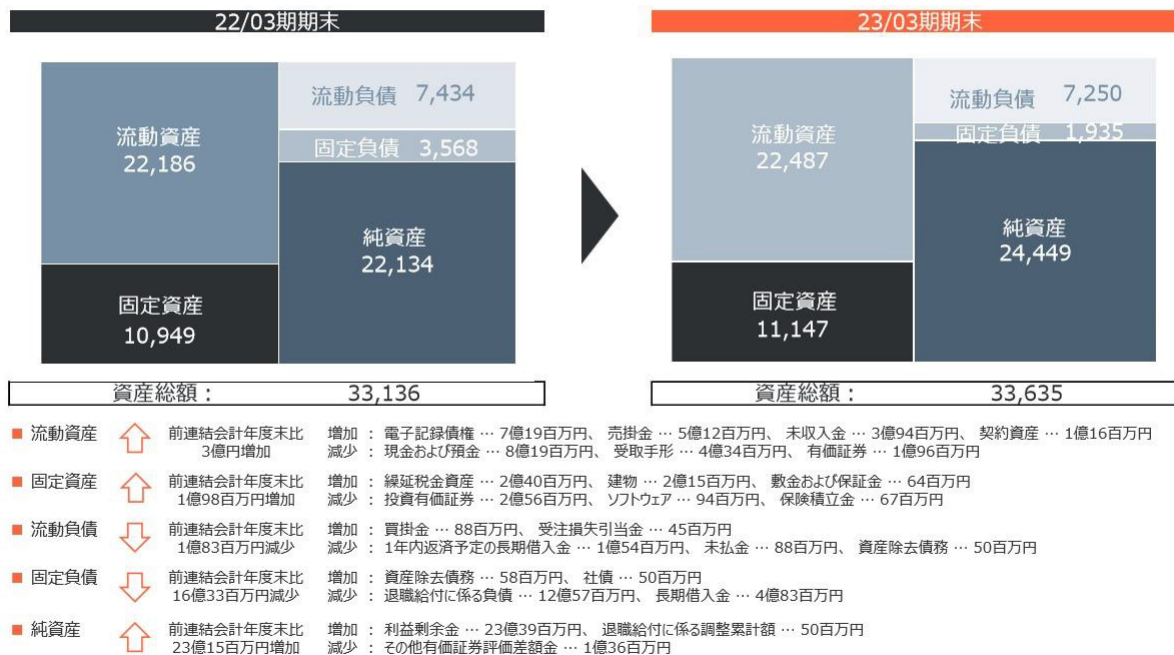 22/03期期末
23/03期期末
流動資産
22,186
流動負債 7,434
固定負債 3,568
純資産
22,134
固定資産
10,949
流動資産
22,487
流動負債 7,250
固定負債 1,935
純資産
24,449
固定資産
11,147
資産総額： 33,136
資産総額： 33,635
■ 流動資産 前連結会計年度末比 増加 ： 電子記録債権 … 7億19百万円、 売掛金 … 5億12百万円、 未収入金 … 3億94百万円、 契約資産 … 1億16百万円
3億円増加 減少 ： 現金および預金 … 8億19百万円、 受取手形 … 4億34百万円、 有価証券 … 1億96百万円
■ 固定資産 前連結会計年度末比 増加 ： 繰延税金資産 … 2億40百万円、 建物 … 2億15百万円、 敷金および保証金 … 64百万円
1億98百万円増加 減少 ： 投資有価証券 … 2億56百万円、 ソフトウェア … 94百万円、 保険積立金 … 67百万円
■ 流動負債 前連結会計年度末比 増加 ： 買掛金 … 88百万円、 受注損失引当金 … 45百万円
1億83百万円減少 減少 ： 1年内返済予定の長期借入金 … 1億54百万円、 未払金 … 88百万円、 資産除去債務 … 50百万円
■ 固定負債 前連結会計年度末比 増加 ： 資産除去債務 … 58百万円、 社債 … 50百万円
16億33百万円減少 減少 ： 退職給付に係る負債 … 12億57百万円、 長期借入金 … 4億83百万円
■ 純資産 前連結会計年度末比 増加 ： 利益剰余金 … 23億39百万円、 退職給付に係る調整累計額 … 50百万円
23億15百万円増加 減少 ： その他有価証券評価差額金 … 1億36百万円